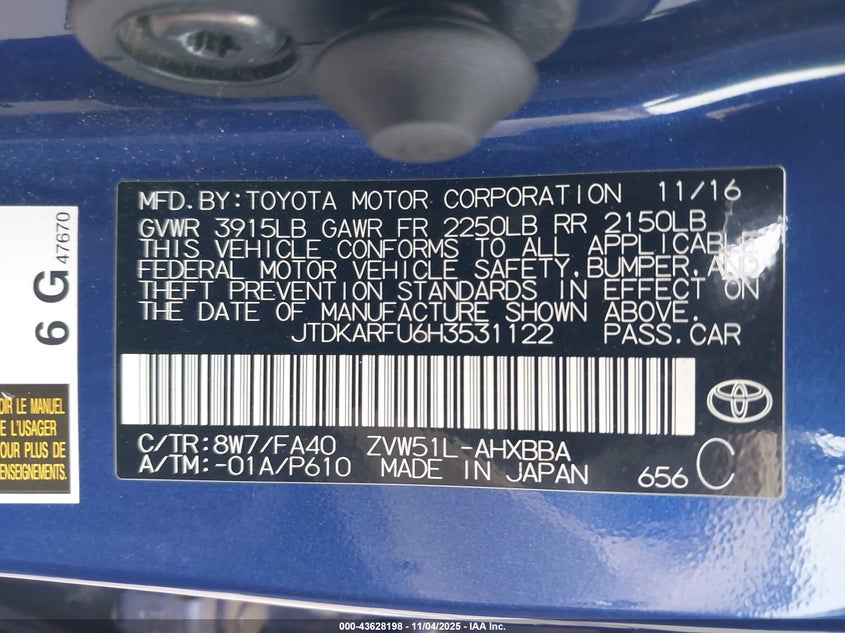 MFD. BY: TOYOTA MOTOR CORPORATION 11/16
GVWR 3915LB GAWR FR 2250LB RR 2150LB
THIS VEHICLE CONFORMS TO ALL APPLICABLE
FEDERAL MOTOR VEHICLE SAFETY, BUMPER, AND
THEFT PREVENTION STANDARDS IN EFFECT ON
THE DATE OF MANUFACTURE SHOWN ABOVE.
JTDKARFU6H3531122 PASS. CAR
C/TR: 8W7/FA40 ZVW51L-AHXBBA
A/TM: -01A/P610 MADE IN JAPAN 656 C
6 G 47670
OIR LE MANUEL
E L'USAGER
OUR PLUS DE
ENSEIGNEMENTS.
000-43628198 - 11/04/2025 - IAA Inc.